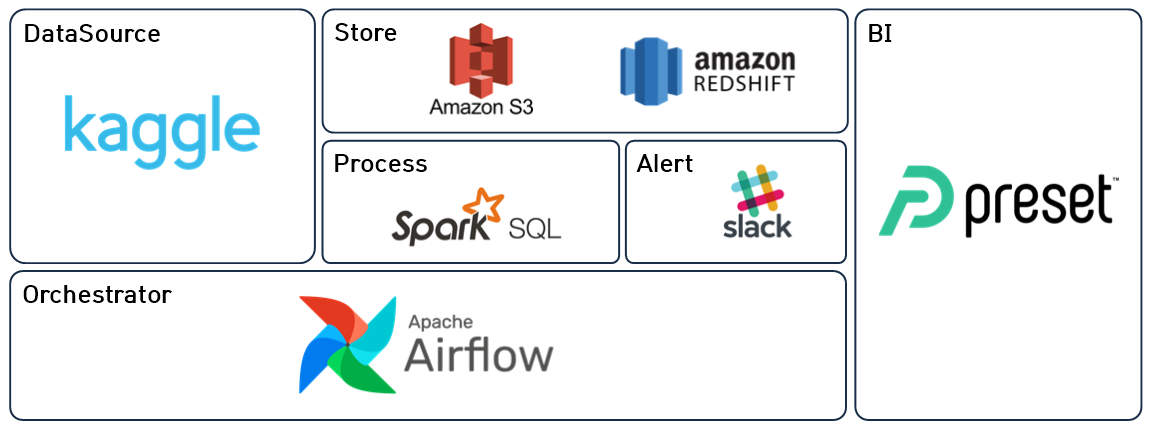 DataSource
kaggle
Store
Amazon S3
amazon
REDSHIFT
Process
Spark SQL
Alert
slack
BI
preset™
Orchestrator
Apache
Airflow